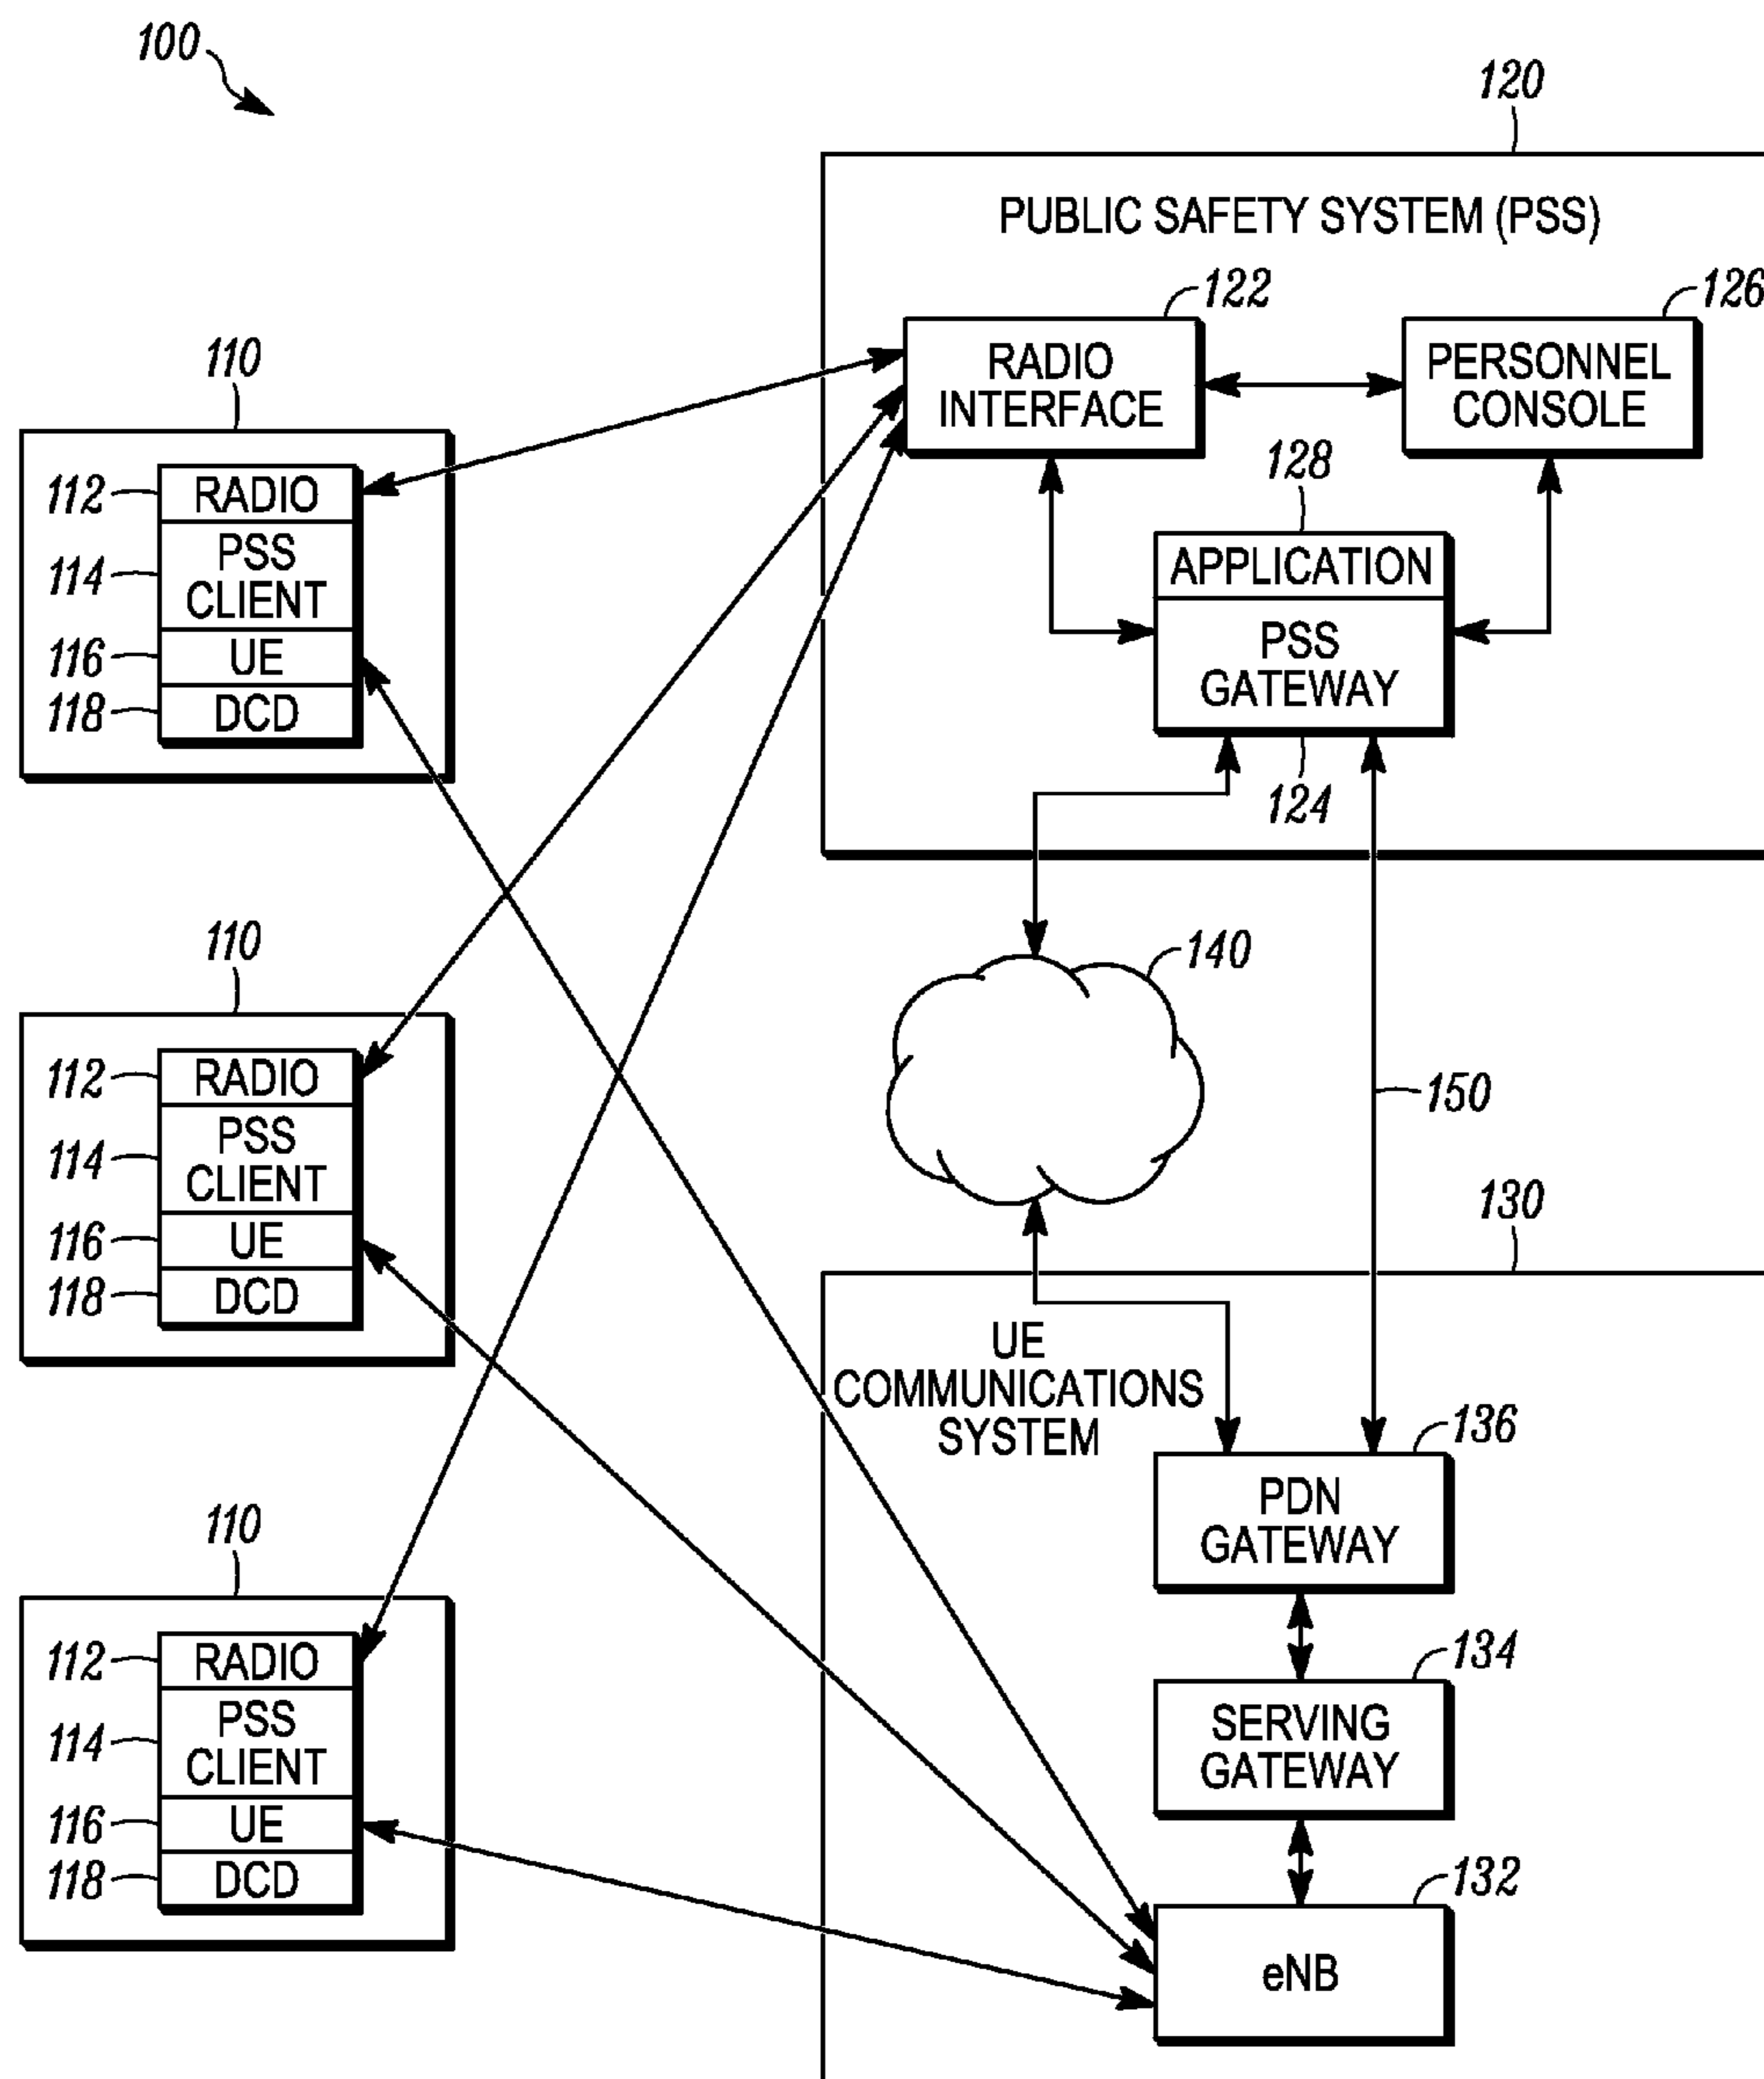 100
120
PUBLIC SAFETY SYSTEM (PSS)
122
126
RADIO
INTERFACE
PERSONNEL
CONSOLE
128
APPLICATION
PSS
GATEWAY
124
110
112
RADIO
114
PSS
CLIENT
116
UE
118
DCD
110
112
RADIO
114
PSS
CLIENT
116
UE
118
DCD
110
112
RADIO
114
PSS
CLIENT
116
UE
118
DCD
140
150
130
UE
COMMUNICATIONS
SYSTEM
136
PDN
GATEWAY
134
SERVING
GATEWAY
132
eNB